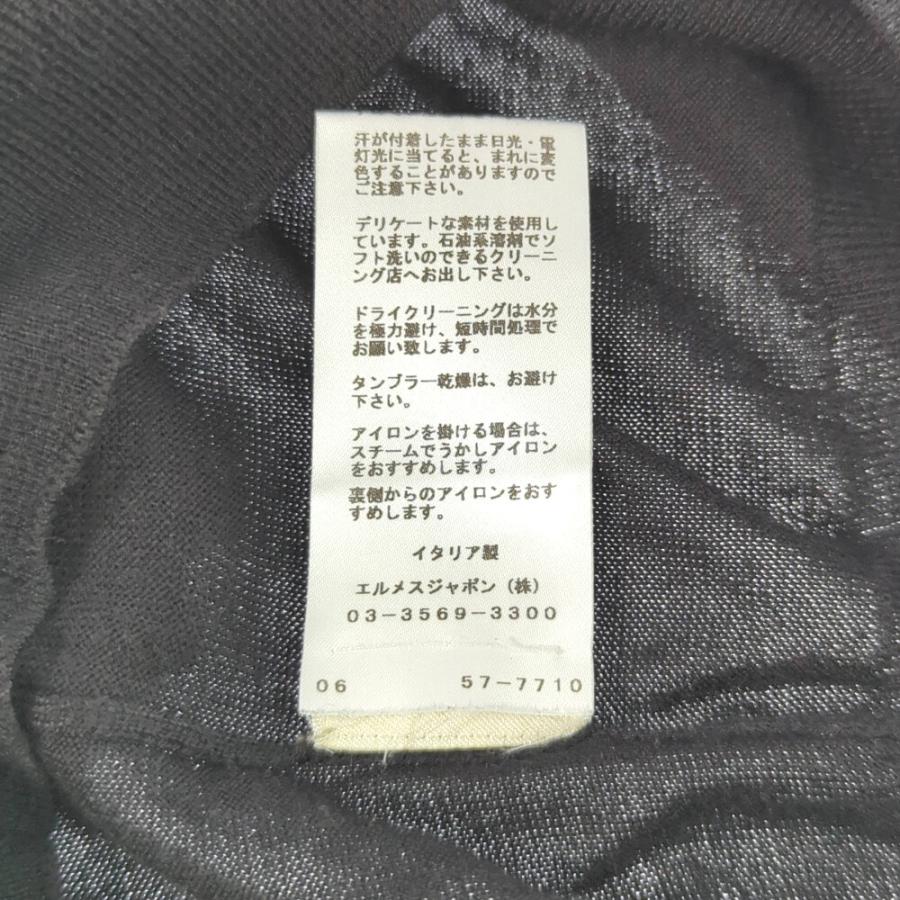 汗が付着したまま日光・電
灯光に当てると、まれに変
色することがありますので
ご注意下さい。
デリケートな素材を使用し
ています。石油系溶剤でソ
フト洗いのできるクリーニ
ング店へお出し下さい。
ドライクリーニングは水分
を極力避け、短時間処理で
お願い致します。
タンブラー乾燥は、お避け
下さい。
アイロンを掛ける場合は、
スチームでうかしアイロン
をおすすめします。
裏側からのアイロンをおす
すめします。
イタリア製
エルメスジャポン（株）
03-3569-3300
06 57-7710